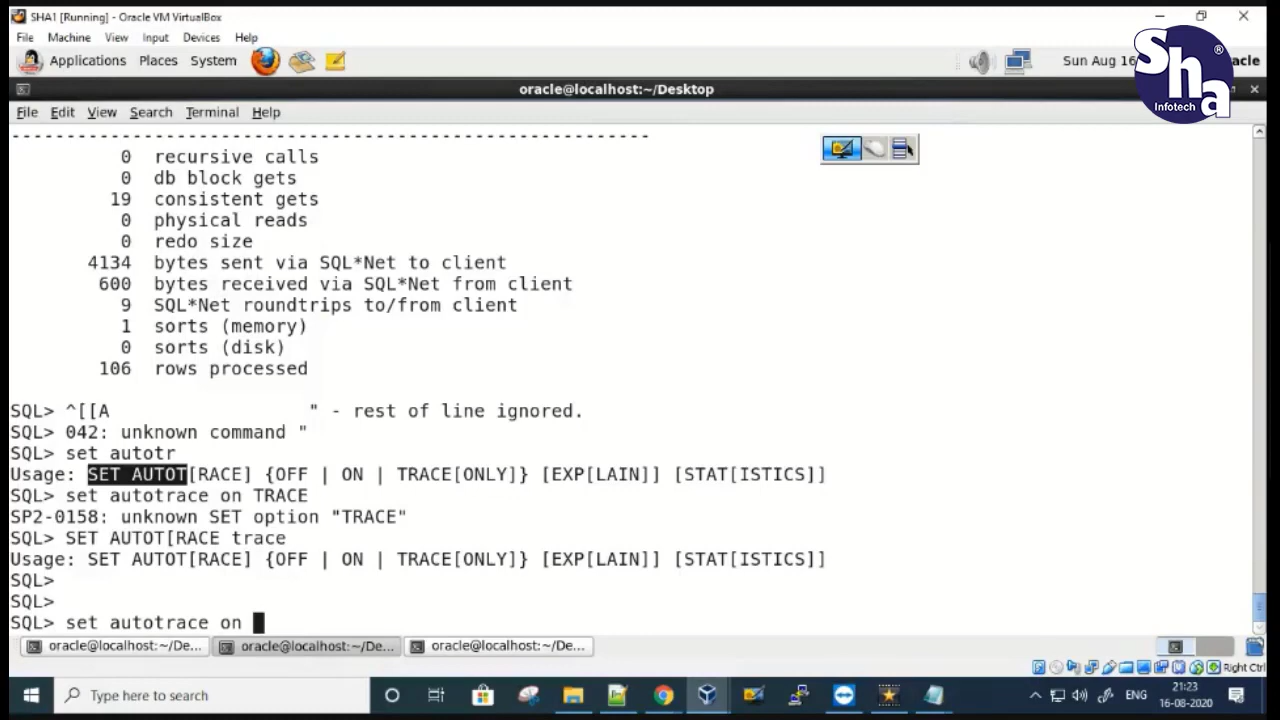 SHA1 [Running] - Oracle VM VirtualBox
File Machine View Input Devices Help
Applications Places System
Sun Aug 16
acle
Sha
®
Infotech
oracle@localhost:~/Desktop
File Edit View Search Terminal Help
-----------------------------------------------------------
0 recursive calls
0 db block gets
19 consistent gets
0 physical reads
0 redo size
4134 bytes sent via SQL*Net to client
600 bytes received via SQL*Net from client
9 SQL*Net roundtrips to/from client
1 sorts (memory)
0 sorts (disk)
106 rows processed
SQL> ^[[A " - rest of line ignored.
SQL> 042: unknown command "
SQL> set autotr
Usage: SET AUTOT[RACE] {OFF | ON | TRACE[ONLY]} [EXP[LAIN]] [STAT[ISTICS]]
SQL> set autotrace on TRACE
SP2-0158: unknown SET option "TRACE"
SQL> SET AUTOT[RACE trace
Usage: SET AUTOT[RACE] {OFF | ON | TRACE[ONLY]} [EXP[LAIN]] [STAT[ISTICS]]
SQL>
SQL>
SQL> set autotrace on
oracle@localhost:~/De... oracle@localhost:~/De... oracle@localhost:~/De...
Right Ctrl
Type here to search
ENG
21:23
16-08-2020